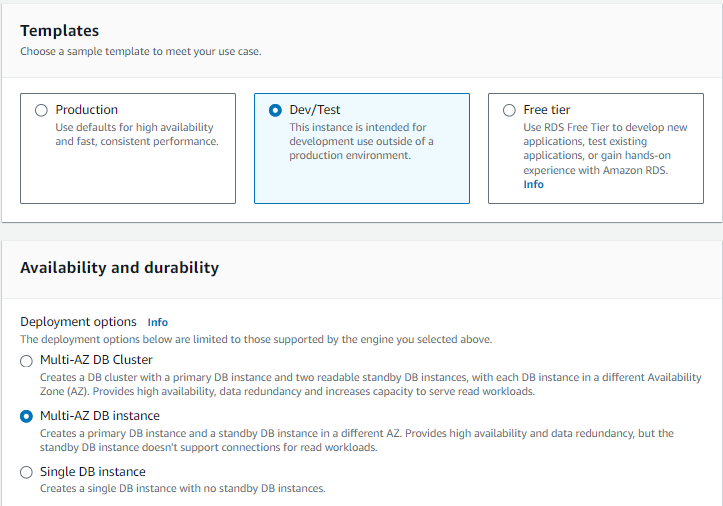 Templates
Choose a sample template to meet your use case.
Production
Use defaults for high availability
and fast, consistent performance.
Dev/Test
This instance is intended for
development use outside of a
production environment.
Free tier
Use RDS Free Tier to develop new
applications, test existing
applications, or gain hands-on
experience with Amazon RDS.
Info
Availability and durability
Deployment options Info
The deployment options below are limited to those supported by the engine you selected above.
Multi-AZ DB Cluster
Creates a DB cluster with a primary DB instance and two readable standby DB instances, with each DB instance in a different Availability
Zone (AZ). Provides high availability, data redundancy and increases capacity to serve read workloads.
Multi-AZ DB instance
Creates a primary DB instance and a standby DB instance in a different AZ. Provides high availability and data redundancy, but the
standby DB instance doesn't support connections for read workloads.
Single DB instance
Creates a single DB instance with no standby DB instances.